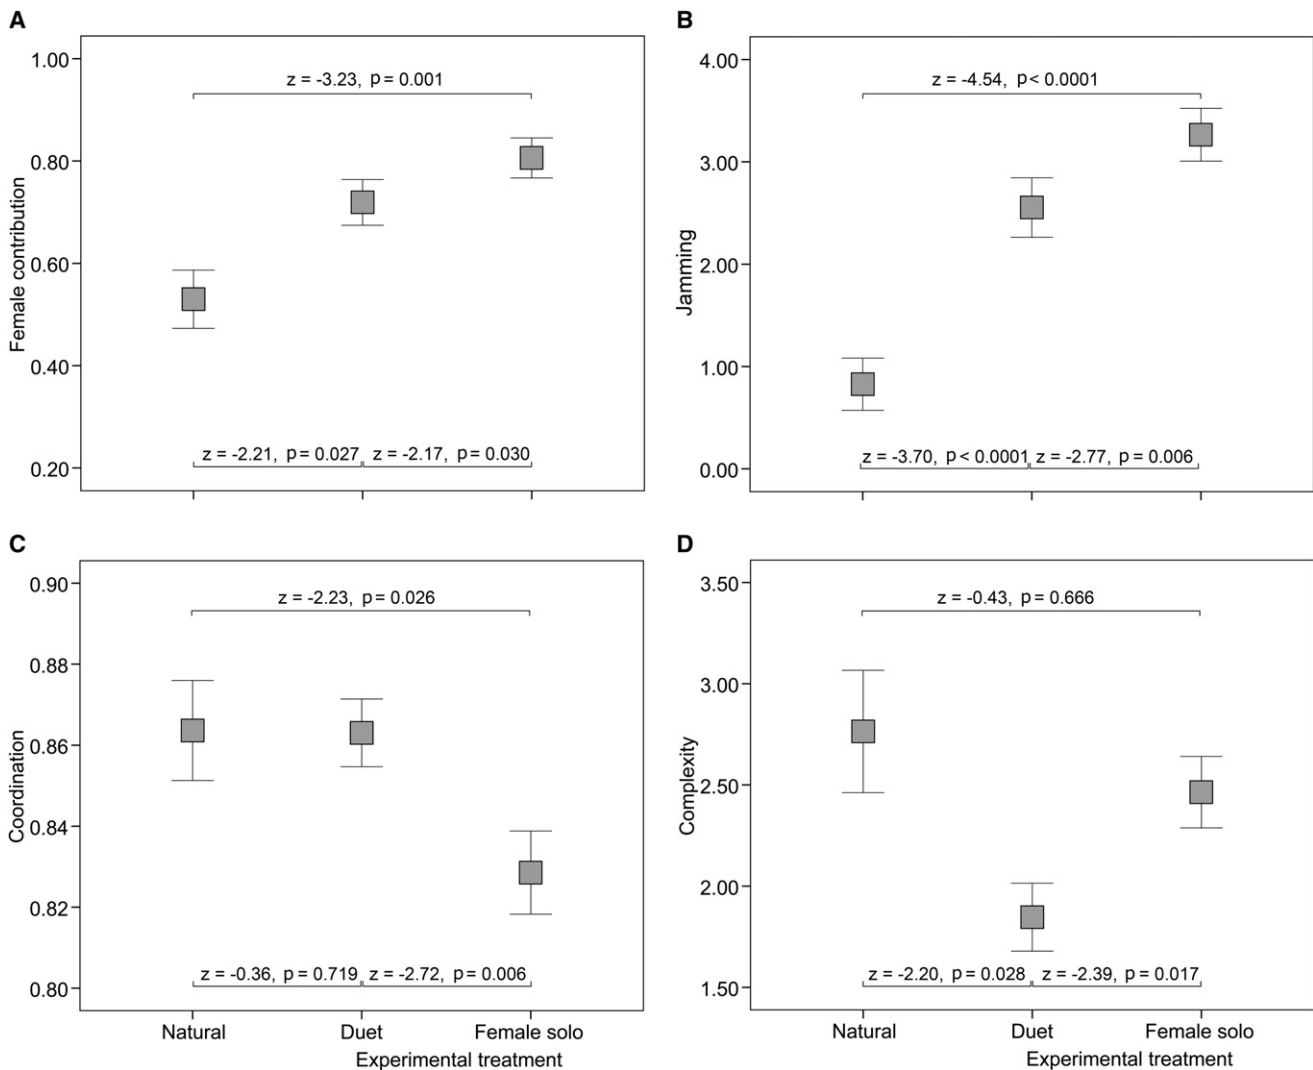 A
Female contribution
1.00
0.80
0.60
0.40
0.20
z = -3.23, p = 0.001
z = -2.21, p = 0.027
z = -2.17, p = 0.030
B
Jamming
4.00
3.00
2.00
1.00
0.00
z = -4.54, p < 0.0001
z = -3.70, p < 0.0001
z = -2.77, p = 0.006
C
Coordination
0.90
0.88
0.86
0.84
0.82
0.80
z = -2.23, p = 0.026
z = -0.36, p = 0.719
z = -2.72, p = 0.006
Natural Duet Female solo
Experimental treatment
D
Complexity
3.50
3.00
2.50
2.00
1.50
z = -0.43, p = 0.666
z = -2.20, p = 0.028
z = -2.39, p = 0.017
Natural Duet Female solo
Experimental treatment